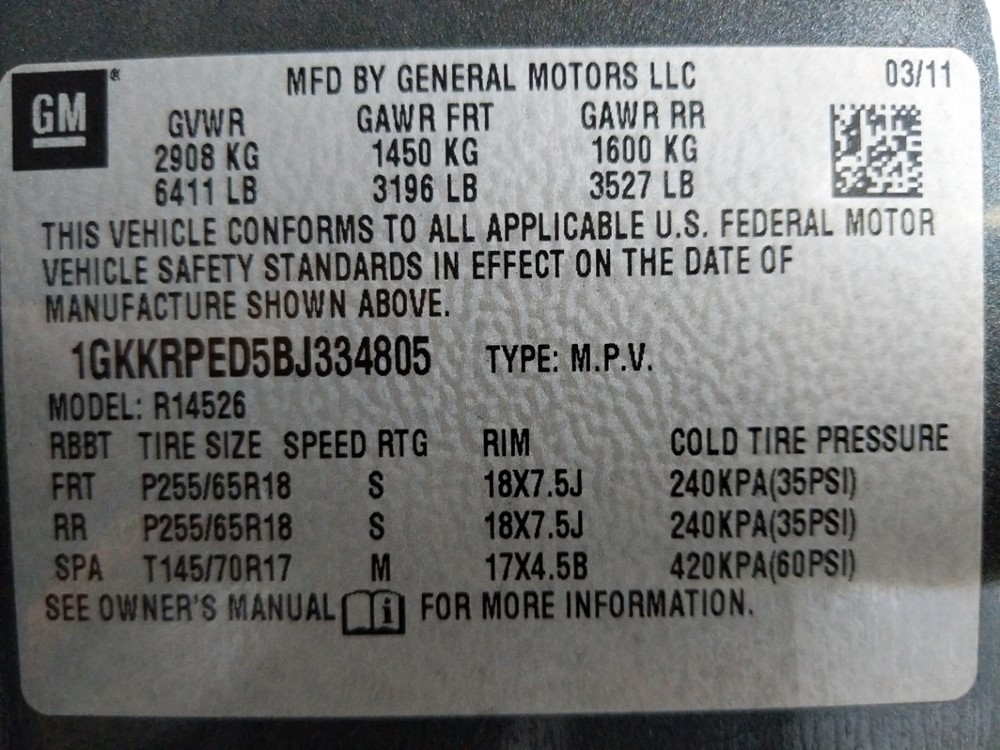 GM® MFD BY GENERAL MOTORS LLC 03/11
GVWR GAWR FRT GAWR RR
2908 KG 1450 KG 1600 KG
6411 LB 3196 LB 3527 LB
THIS VEHICLE CONFORMS TO ALL APPLICABLE U.S. FEDERAL MOTOR
VEHICLE SAFETY STANDARDS IN EFFECT ON THE DATE OF
MANUFACTURE SHOWN ABOVE.
1GKKRPED5BJ334805 TYPE: M.P.V.
MODEL: R14526
RBBT TIRE SIZE SPEED RTG RIM COLD TIRE PRESSURE
FRT P255/65R18 S 18X7.5J 240KPA(35PSI)
RR P255/65R18 S 18X7.5J 240KPA(35PSI)
SPA T145/70R17 M 17X4.5B 420KPA(60PSI)
SEE OWNER'S MANUAL i FOR MORE INFORMATION.